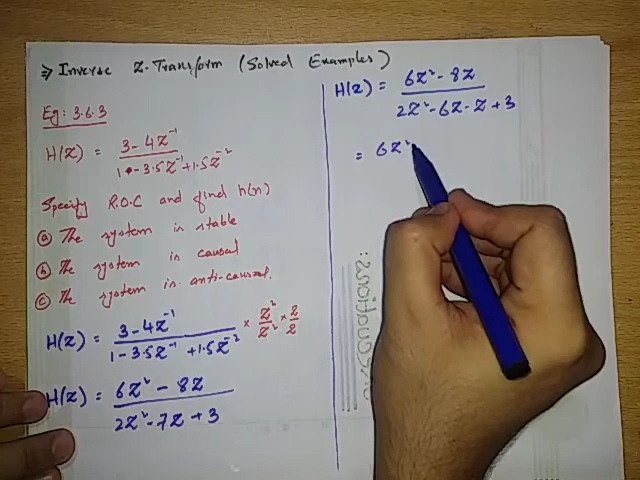 ⇒ Inverse Z-Transform (Solved Examples)
Eg: 3.6.3
H(z) = 3 - 4z⁻¹ / 1 - 3.5z⁻¹ + 1.5z⁻²
Specify R.O.C and find h(n)
(a) The system is stable
(b) The system is causal
(c) The system is anti-causal.
H(z) = 3 - 4z⁻¹ / 1 - 3.5z⁻¹ + 1.5z⁻² × z²/z² × 2/2
H(z) = 6z² - 8z / 2z² - 7z + 3
H(z) = 6z² - 8z / 2z² - 6z - z + 3
= 6z²